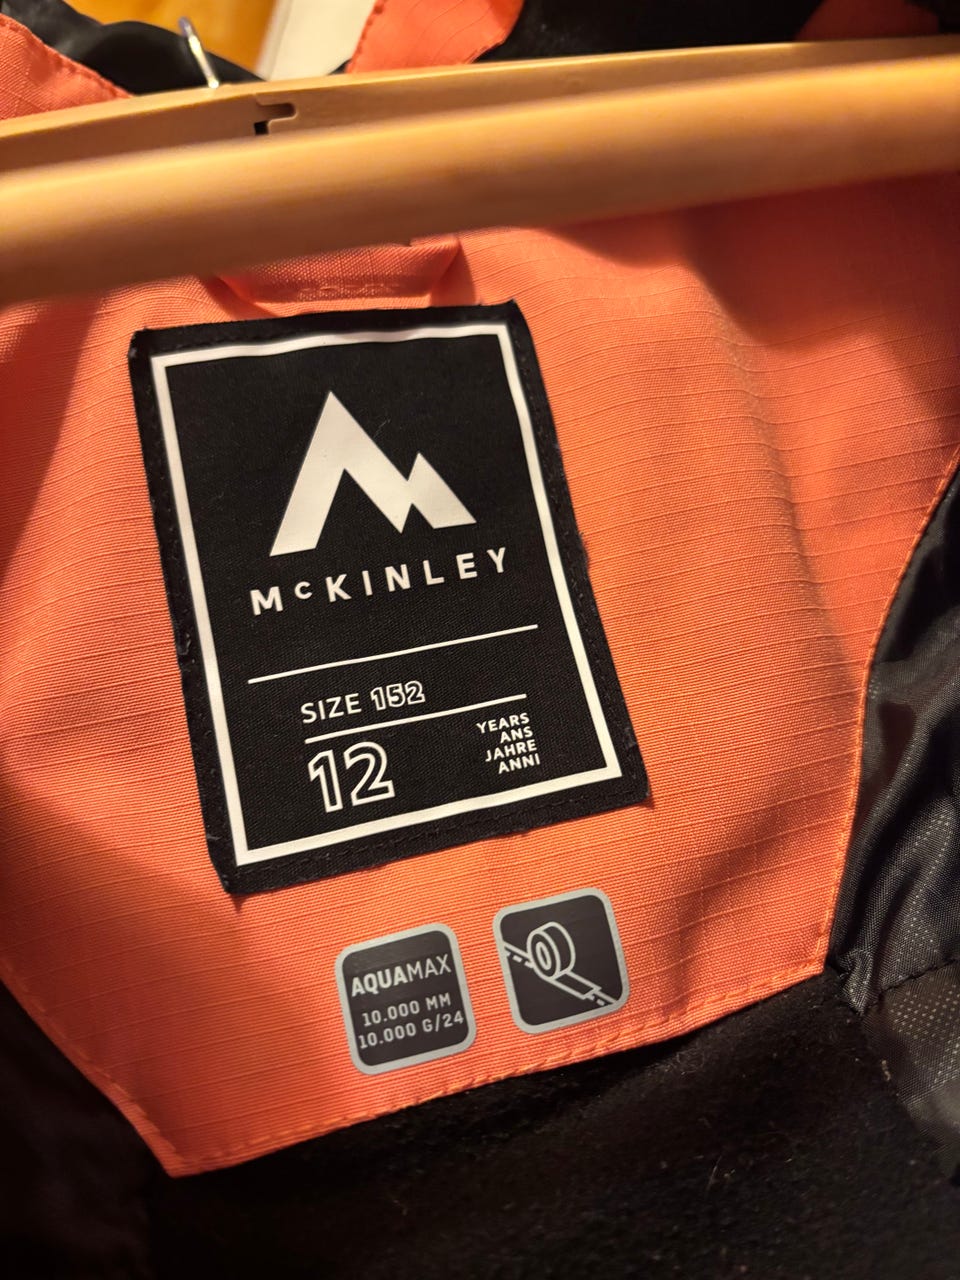 McKINLEY
SIZE 152
12
YEARS
ANS
JAHRE
ANNI
AQUAMAX
10.000 MM
10.000 G/24